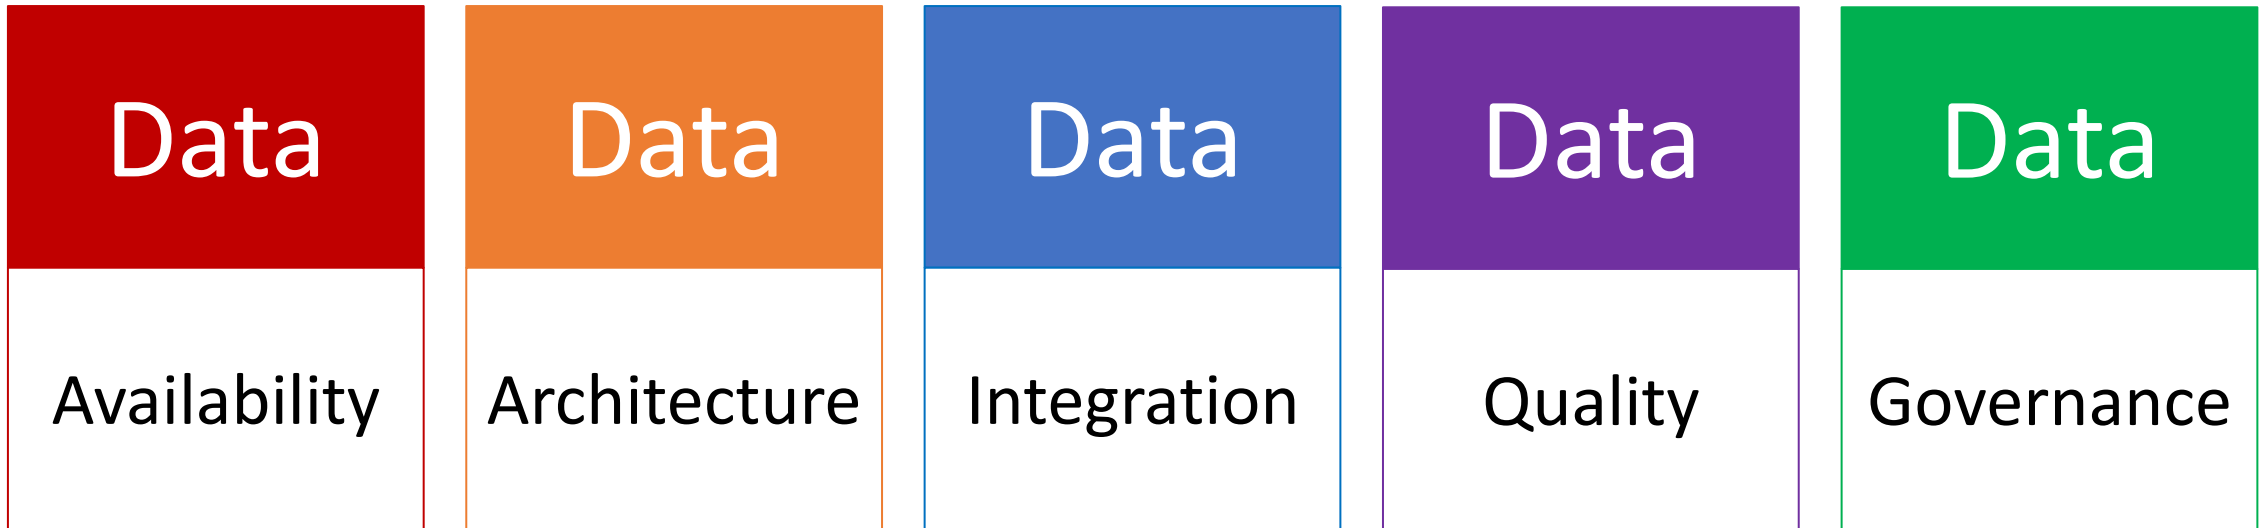 Data
Availability
Data
Architecture
Data
Integration
Data
Quality
Data
Governance